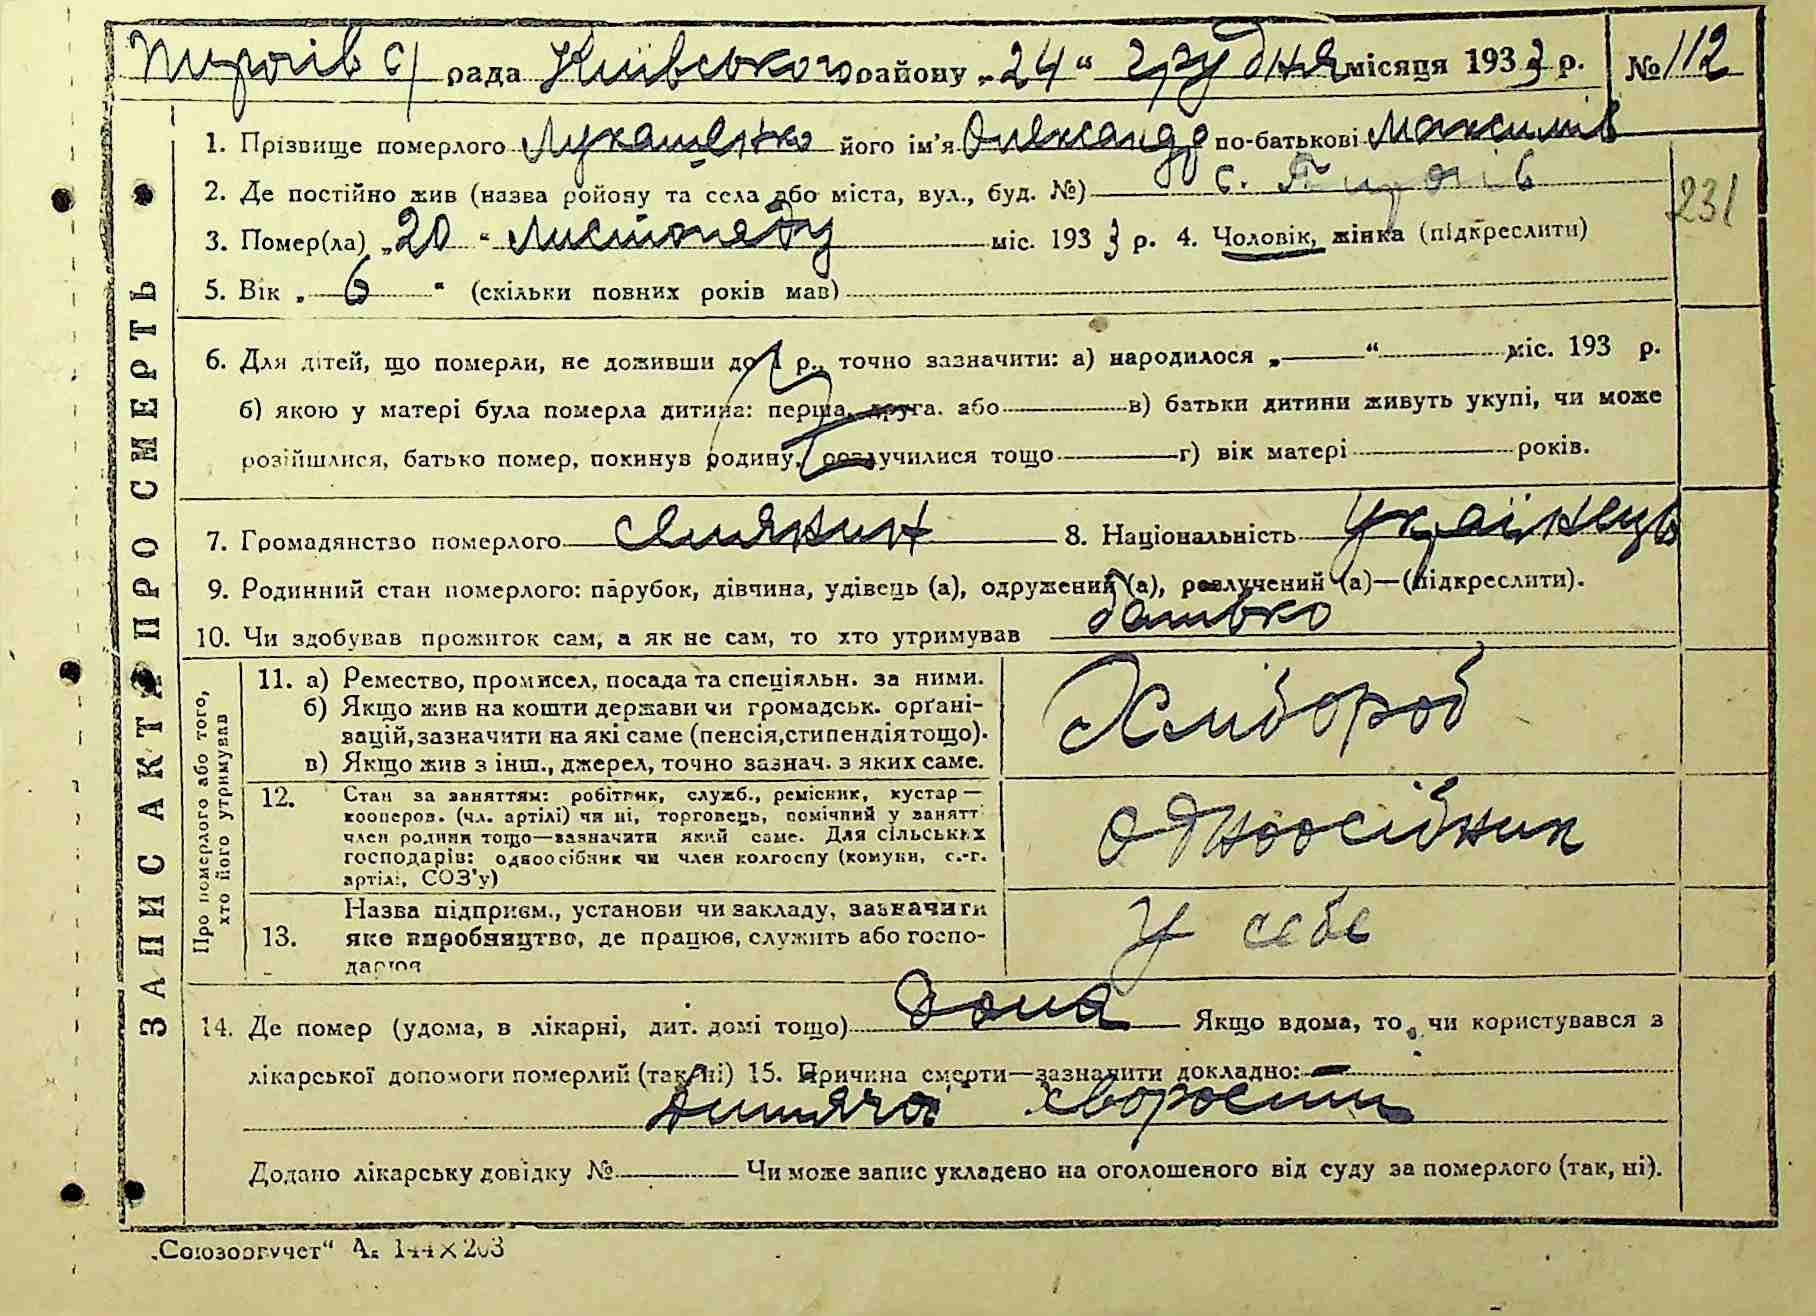 Пирогів с/ рада Київського району „24“ грудня місяця 1933 р. № 112
1. Прізвище померлого Лукашенко його ім'я Олександр по-батькові Максимів
2. Де постійно жив (назва ройону та села або міста, вул., буд. №) с. Пирогів
231
3. Помер(ла) „20“ листопаду міс. 1933 р. 4. Чоловік, жінка (підкреслити)
5. Вік „6“ (скільки повних років мав)
6. Для дітей, що померли, не доживши до 1 р., точно зазначити: а) народилося „ “ міс. 193 р.
б) якою у матері була померла дитина: перша, друга. або в) батьки дитини живуть укупі, чи може
розійшлися, батько помер, покинув родину, розлучилися тощо г) вік матері років.
7. Громадянство померлого селянин 8. Національність Українець
9. Родинний стан померлого: парубок, дівчина, удівець (а), одружений (а), розлучений (а)—(підкреслити).
10. Чи здобував прожиток сам, а як не сам, то хто утримував батько
ЗАПИС АКТА ПРО СМЕРТЬ
Про померлого або того, хто його утримував
11. а) Ремество, промисел, посада та спеціяльн. за ними.
б) Якщо жив на кошти держави чи громадськ. орґані-
зацій, зазначити на які саме (пенсія, стипендія тощо).
в) Якщо жив з інш., джерел, точно зазнач. з яких саме.
Хлібороб
12. Стан за заняттям: робітник, служб., ремісник, кустар—
кооперов. (чл. артілі) чи ні, торговець, помічний у занятт
член родини тощо—зазначити який саме. Для сільських
господарів: одноосібник чи член колгоспу (комуни, с.-г.
артілі, СОЗ'у)
одноосібник
13. Назва підприєм., установи чи закладу, зазначити
яке виробництво, де працює, служить або госпо-
дарює
У себе
14. Де помер (удома, в лікарні, дит. домі тощо) дома Якщо вдома, то чи користувався з
лікарської допомоги померлий (так, ні) 15. Причина смерти—зазначити докладно:
дитячої хворости
Додано лікарську довідку № Чи може запис укладено на оголошеного від суду за померлого (так, ні).
„Союзоргучет“ А₅ 144×203